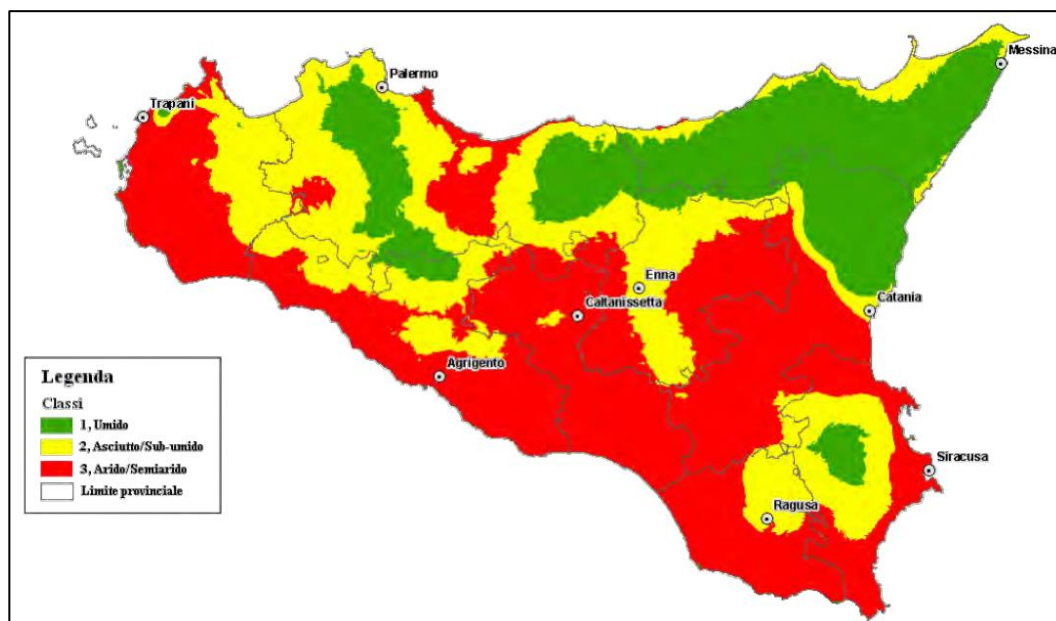 Messina
Palermo
Trapani
Enna
Caltanissetta
Catania
Agrigento
Siracusa
Ragusa
Legenda
Classi
1, Umido
2, Asciutto/Sub-umido
3, Arido/Semiarido
Limite provinciale